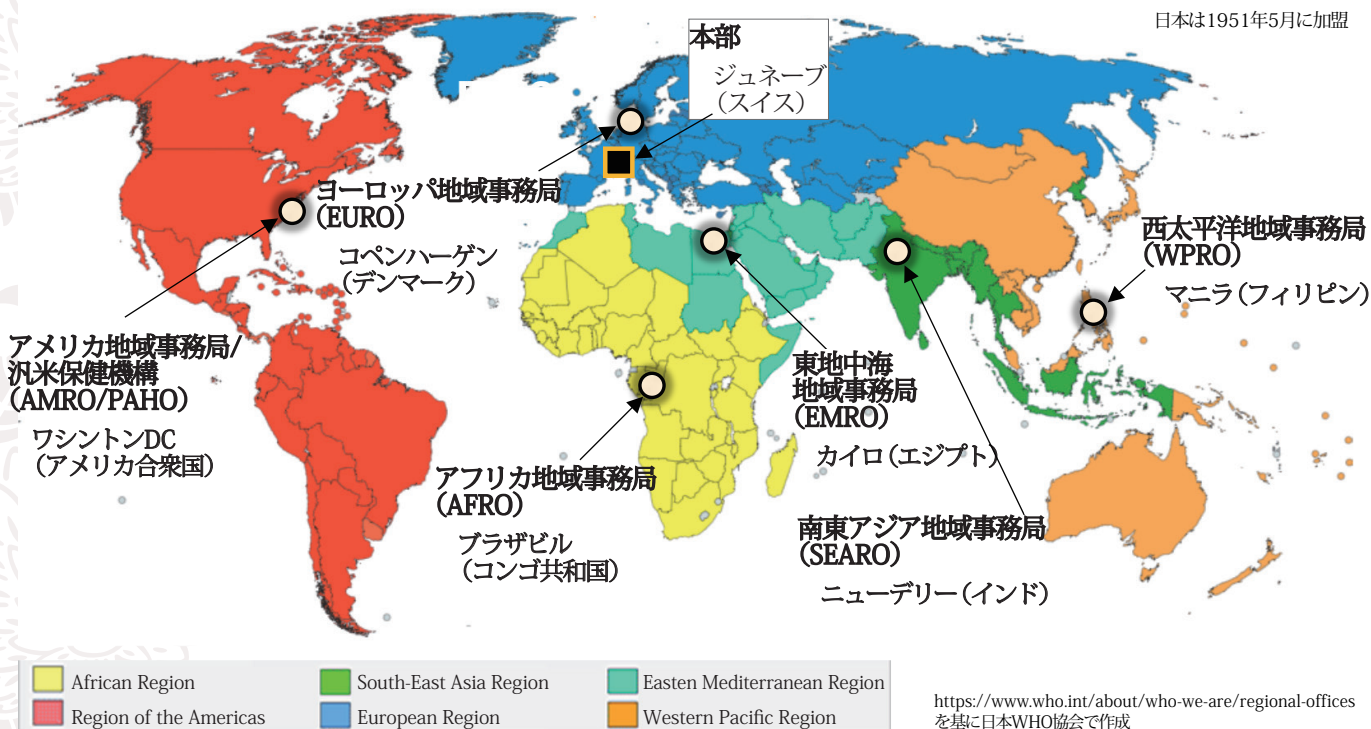 日本は1951年5月に加盟
本部
ジュネーブ
（スイス）
ヨーロッパ地域事務局
(EURO)
コペンハーゲン
（デンマーク）
西太平洋地域事務局
(WPRO)
マニラ（フィリピン）
アメリカ地域事務局/
汎米保健機構
(AMRO/PAHO)
ワシントンDC
（アメリカ合衆国）
東地中海
地域事務局
(EMRO)
カイロ（エジプト）
アフリカ地域事務局
(AFRO)
ブラザビル
（コンゴ共和国）
南東アジア地域事務局
(SEARO)
ニューデリー（インド）
African Region
South-East Asia Region
Easten Mediterranean Region
Region of the Americas
European Region
Western Pacific Region
https://www.who.int/about/who-we-are/regional-offices
を基に日本WHO協会で作成